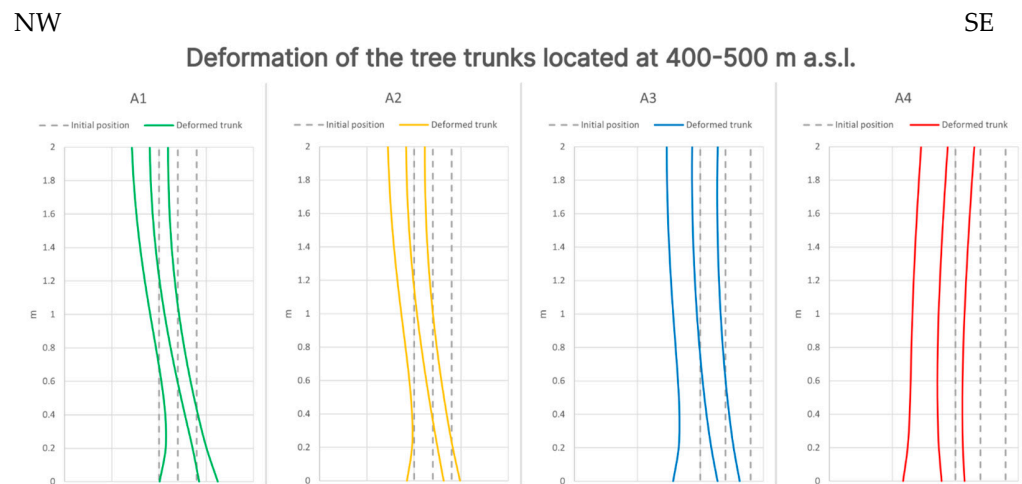 NW SE
Deformation of the tree trunks located at 400-500 m a.s.l.
A1 A2 A3 A4
Initial position Deformed trunk Initial position Deformed trunk Initial position Deformed trunk Initial position Deformed trunk
2 2 2 2
1.8 1.8 1.8 1.8
1.6 1.6 1.6 1.6
1.4 1.4 1.4 1.4
1.2 1.2 1.2 1.2
m 1 m 1 m 1 m 1
0.8 0.8 0.8 0.8
0.6 0.6 0.6 0.6
0.4 0.4 0.4 0.4
0.2 0.2 0.2 0.2
0 0 0 0